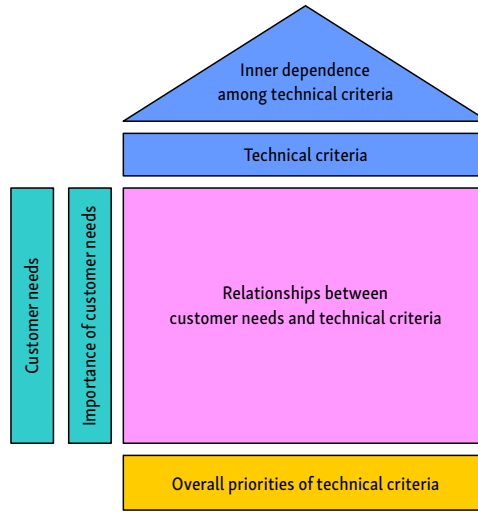 Inner dependence
among technical criteria
Technical criteria
Customer needs
Importance of customer needs
Relationships between
customer needs and technical criteria
Overall priorities of technical criteria